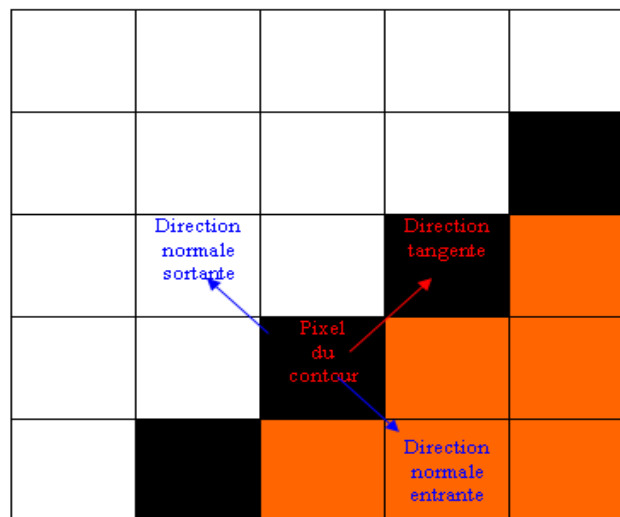 Direction
normale
sortante
Direction
tangente
Pixel
du
contour
Direction
normale
entrante